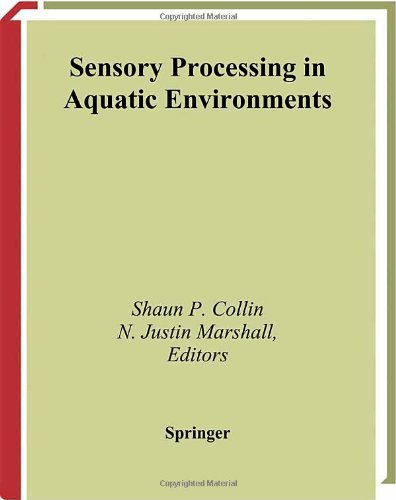 Copyrighted Material
Sensory Processing in
Aquatic Environments
Shaun P. Collin
N. Justin Marshall,
Editors
Springer
Copyrighted Material